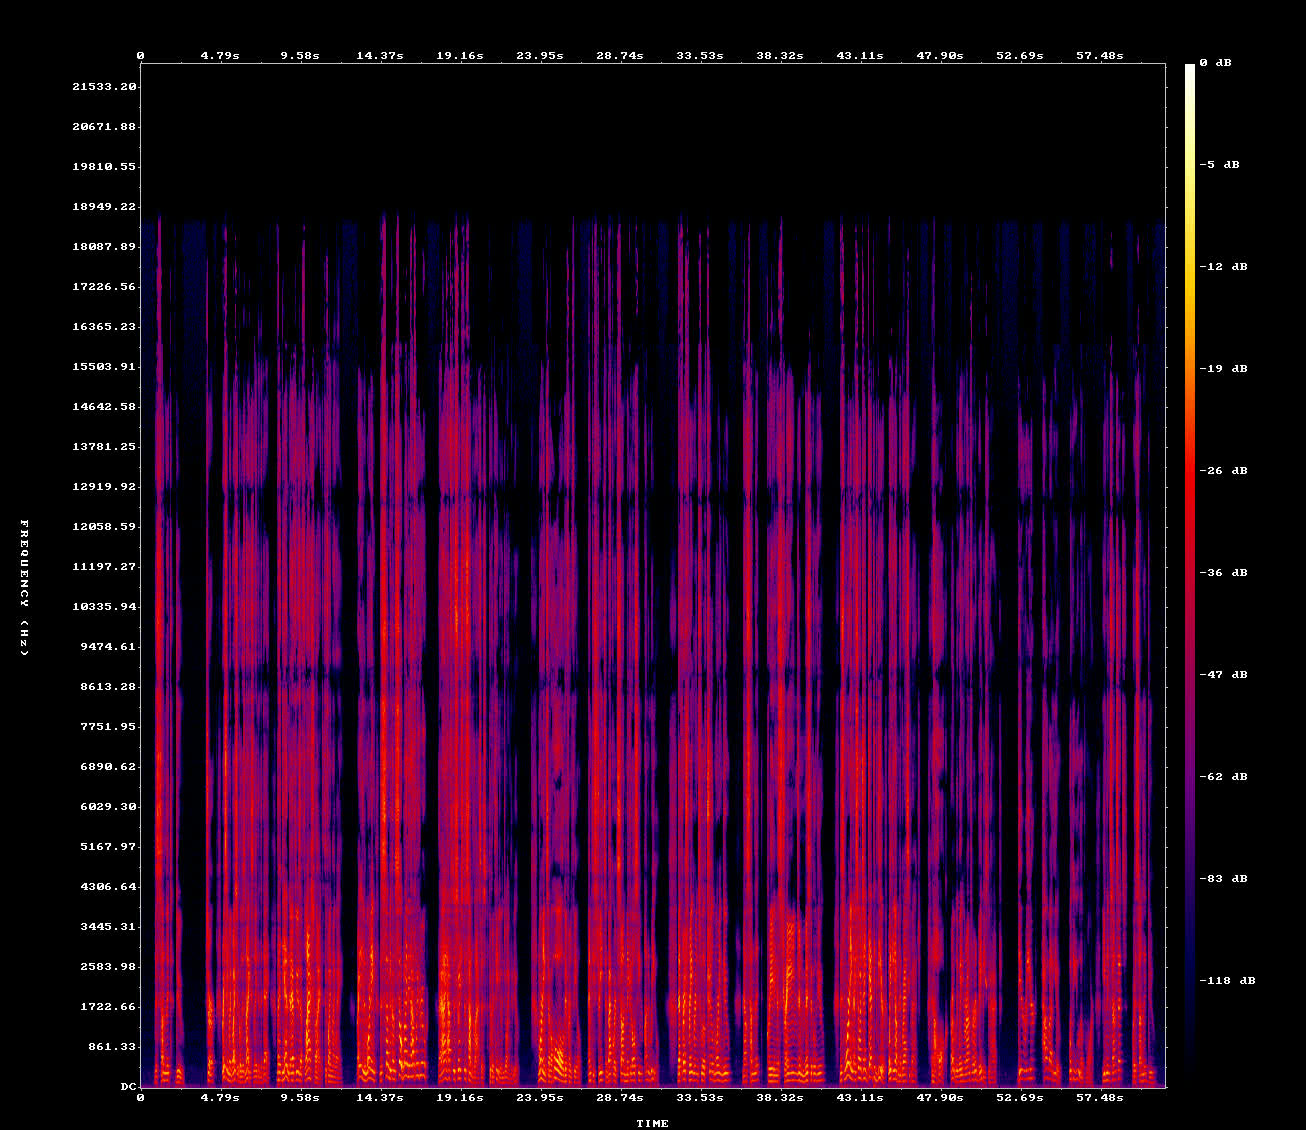 0 4.79s 9.58s 14.37s 19.16s 23.95s 28.74s 33.53s 38.32s 43.11s 47.90s 52.69s 57.48s
0 dB
21533.20
20671.88
-5 dB
19810.55
18949.22
18087.89
-12 dB
17226.56
16365.23
15503.91
-19 dB
14642.58
13781.25
-26 dB
12919.92
12058.59
11197.27
-36 dB
10335.94
FREQUENCY (Hz)
9474.61
-47 dB
8613.28
7751.95
6890.62
-62 dB
6029.30
5167.97
-83 dB
4306.64
3445.31
2583.98
-118 dB
1722.66
861.33
DC
0 4.79s 9.58s 14.37s 19.16s 23.95s 28.74s 33.53s 38.32s 43.11s 47.90s 52.69s 57.48s
TIME